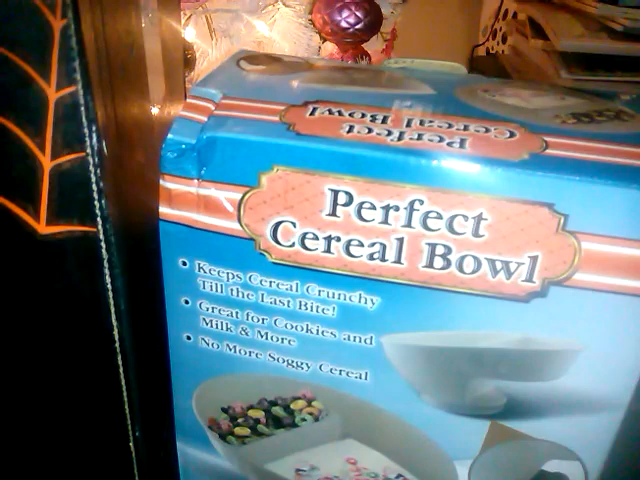 Perfect
Cereal Bowl
Perfect
Cereal Bowl
• Keeps Cereal Crunchy
Till the Last Bite!
• Great for Cookies and
Milk & More
• No More Soggy Cereal